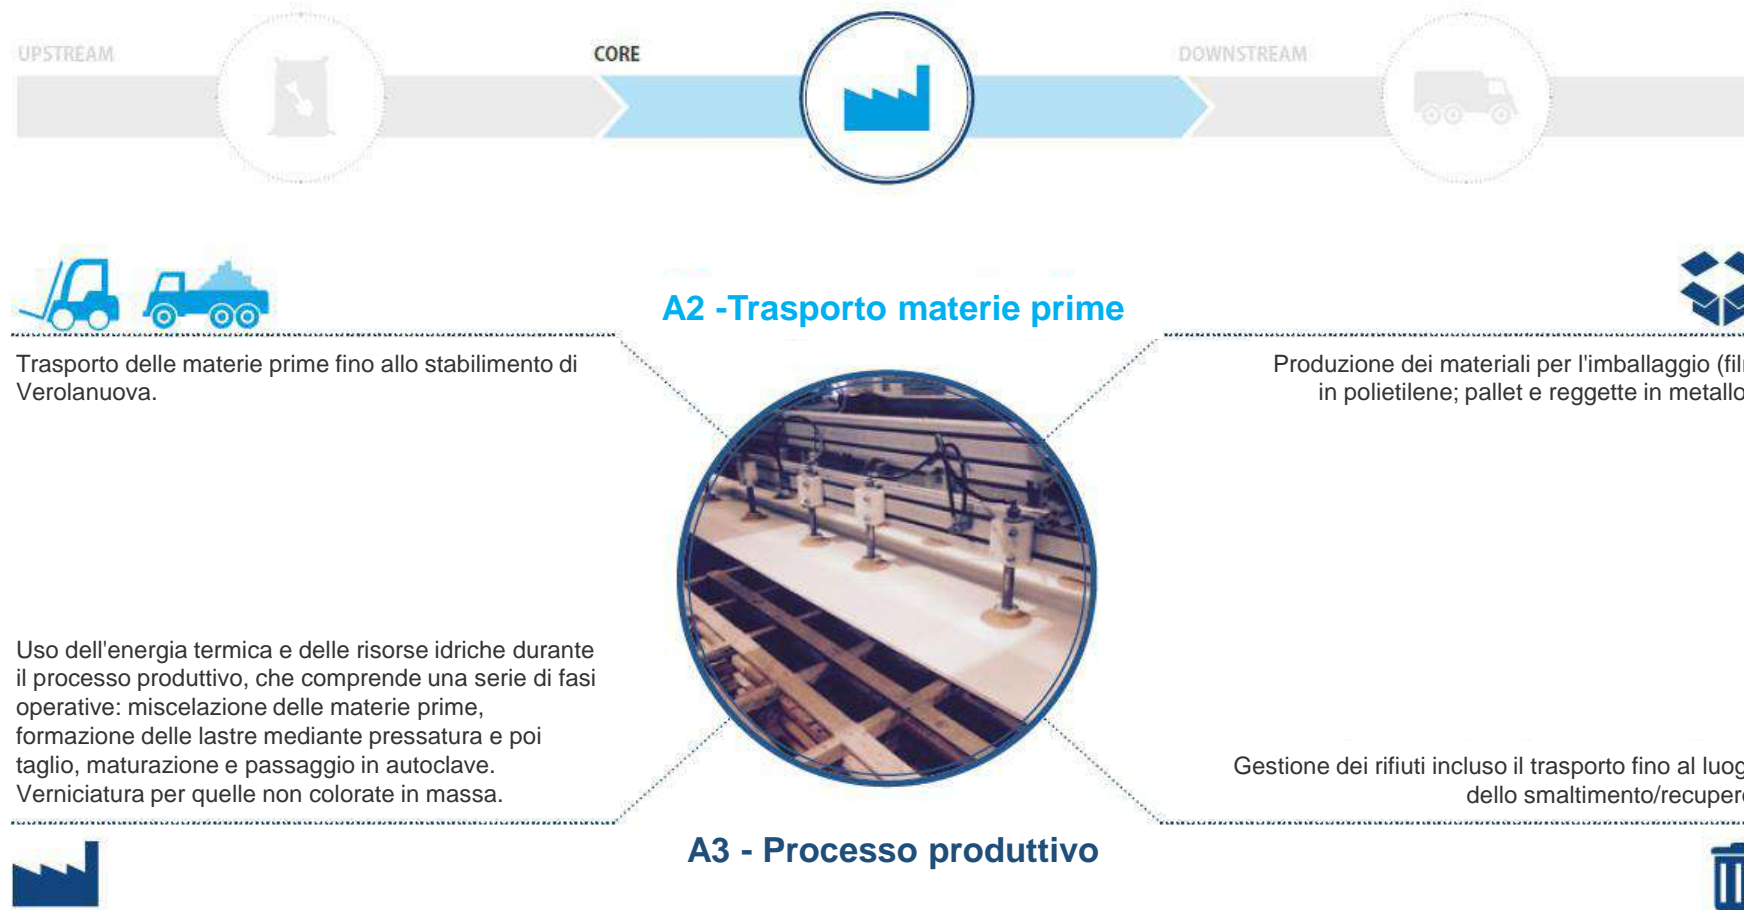 UPSTREAM
CORE
DOWNSTREAM
A2 -Trasporto materie prime
Trasporto delle materie prime fino allo stabilimento di
Verolanuova.
Produzione dei materiali per l'imballaggio
in polietilene; pallet e reggette in metallo
Uso dell'energia termica e delle risorse idriche durante
il processo produttivo, che comprende una serie di fasi
operative: miscelazione delle materie prime,
formazione delle lastre mediante pressatura e poi
taglio, maturazione e passaggio in autoclave.
Verniciatura per quelle non colorate in massa.
Gestione dei rifiuti incluso il trasporto fino al
dello
A3 - Processo produttivo